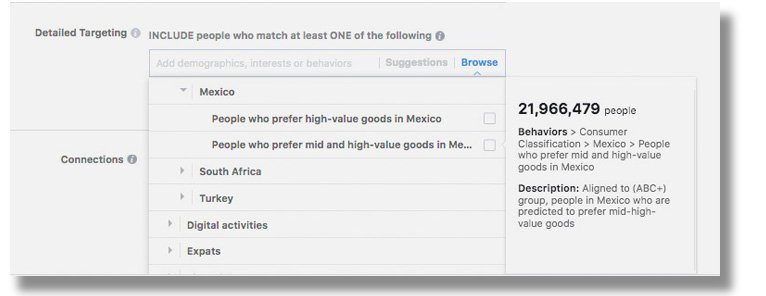 Detailed Targeting
INCLUDE people who match at least ONE of the following
Add demographics, interests or behaviors
Suggestions
Browse
Mexico
People who prefer high-value goods in Mexico
People who prefer mid and high-value goods in Me...
South Africa
Turkey
Digital activities
Expats
Connections
21,966,479 people
Behaviors > Consumer
Classification > Mexico > People
who prefer mid and high-value
goods in Mexico
Description: Aligned to (ABC+)
group, people in Mexico who are
predicted to prefer mid-high-
value goods